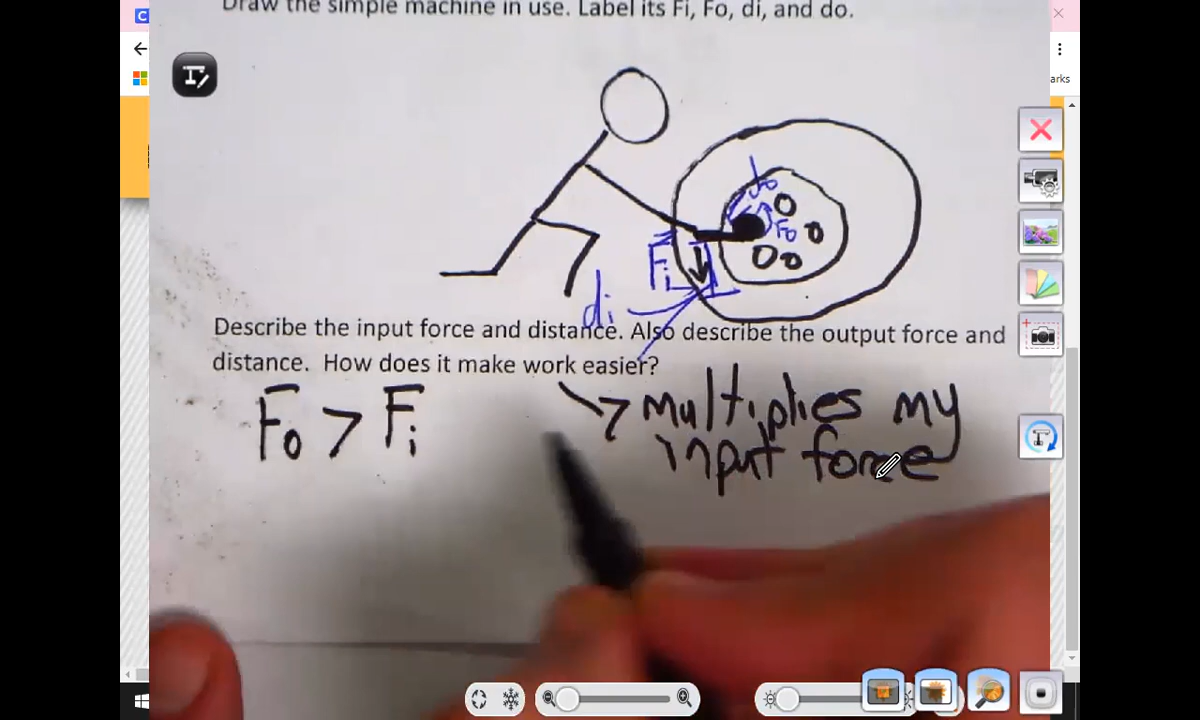 Draw the simple machine in use. Label its Fi, Fo, di, and do.
arks
do
Fo
Fi
di
Describe the input force and distance. Also describe the output force and
distance. How does it make work easier?
Fo > Fi
multiplies my
input force